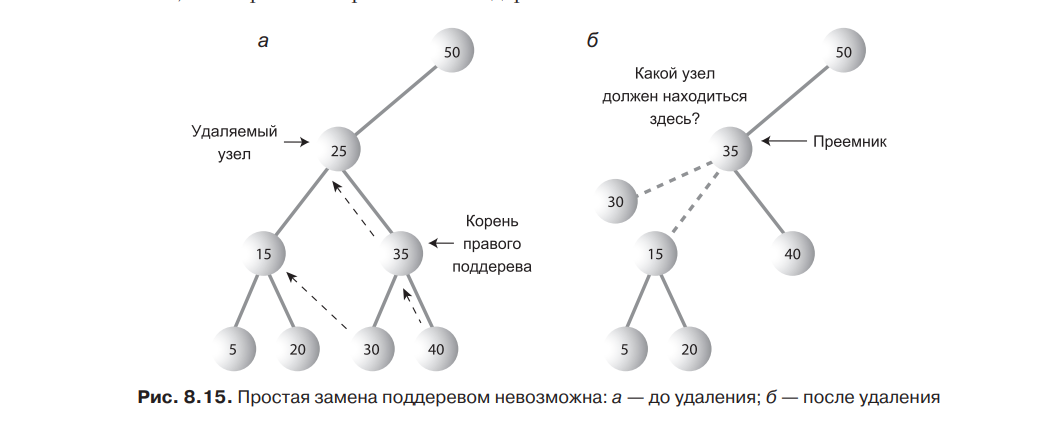 а
50
Удаляемый
узел
25
Корень
правого
поддерева
15
35
5
20
30
40
б
50
Какой узел
должен находиться
здесь?
35
Преемник
30
15
40
5
20
Рис. 8.15. Простая замена поддеревом невозможна: а — до удаления; б — после удаления